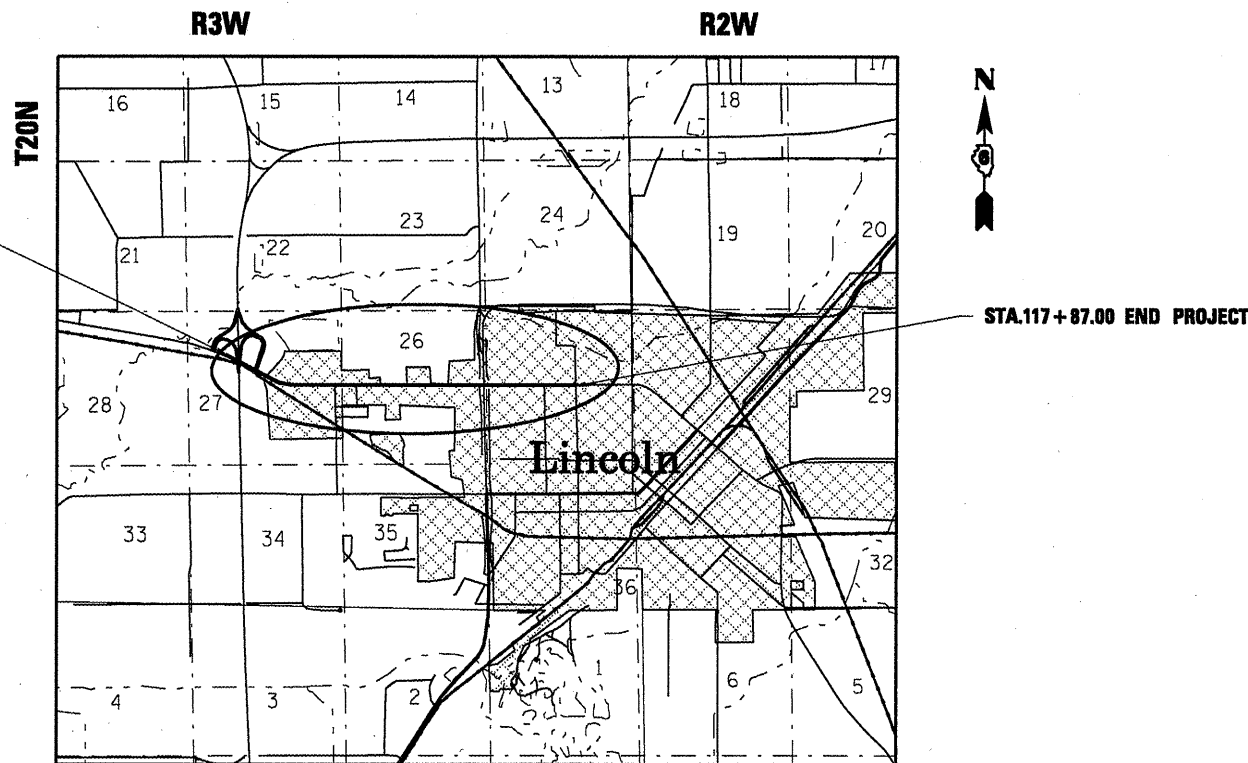 R3W R2W
T20N
N
6
16 15 14 13 18 17
21 22 23 24 19 20
STA.117+87.00 END PROJECT
28 27 26 29
Lincoln
33 34 35 36 32
4 3 2 1 6 5